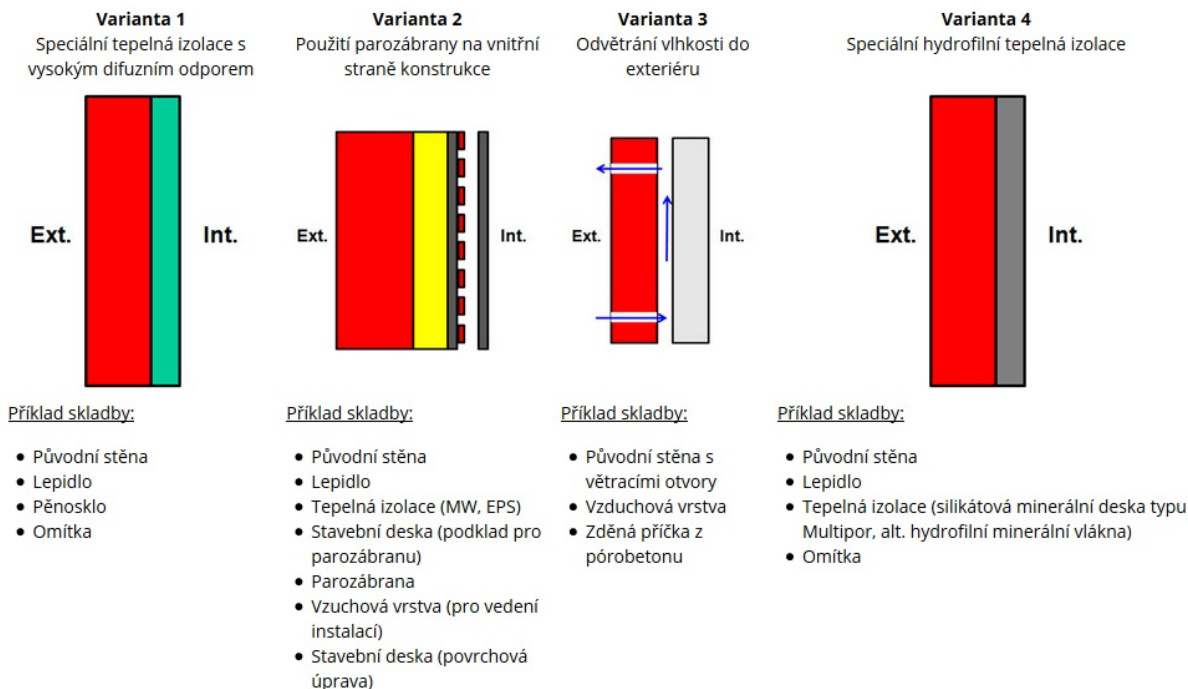 Varianta 1
Speciální tepelná izolace s
vysokým difuzním odporem
Ext.
Int.
Příklad skladby:
• Původní stěna
• Lepidlo
• Pěnosklo
• Omítka
Varianta 2
Použití parozábrany na vnitřní
straně konstrukce
Ext.
Int.
Příklad skladby:
• Původní stěna
• Lepidlo
• Tepelná izolace (MW, EPS)
• Stavební deska (podklad pro
parozábranu)
• Parozábrana
• Vzuchová vrstva (pro vedení
instalací)
• Stavební deska (povrchová
úprava)
Varianta 3
Odvětrání vlhkosti do
exteriéru
Ext.
Int.
Příklad skladby:
• Původní stěna s
větracími otvory
• Vzduchová vrstva
• Zděná příčka z
pórobetonu
Varianta 4
Speciální hydrofilní tepelná izolace
Ext.
Int.
Příklad skladby:
• Původní stěna
• Lepidlo
• Tepelná izolace (silikátová minerální deska typu
Multipor, alt. hydrofilní minerální vlákna)
• Omítka